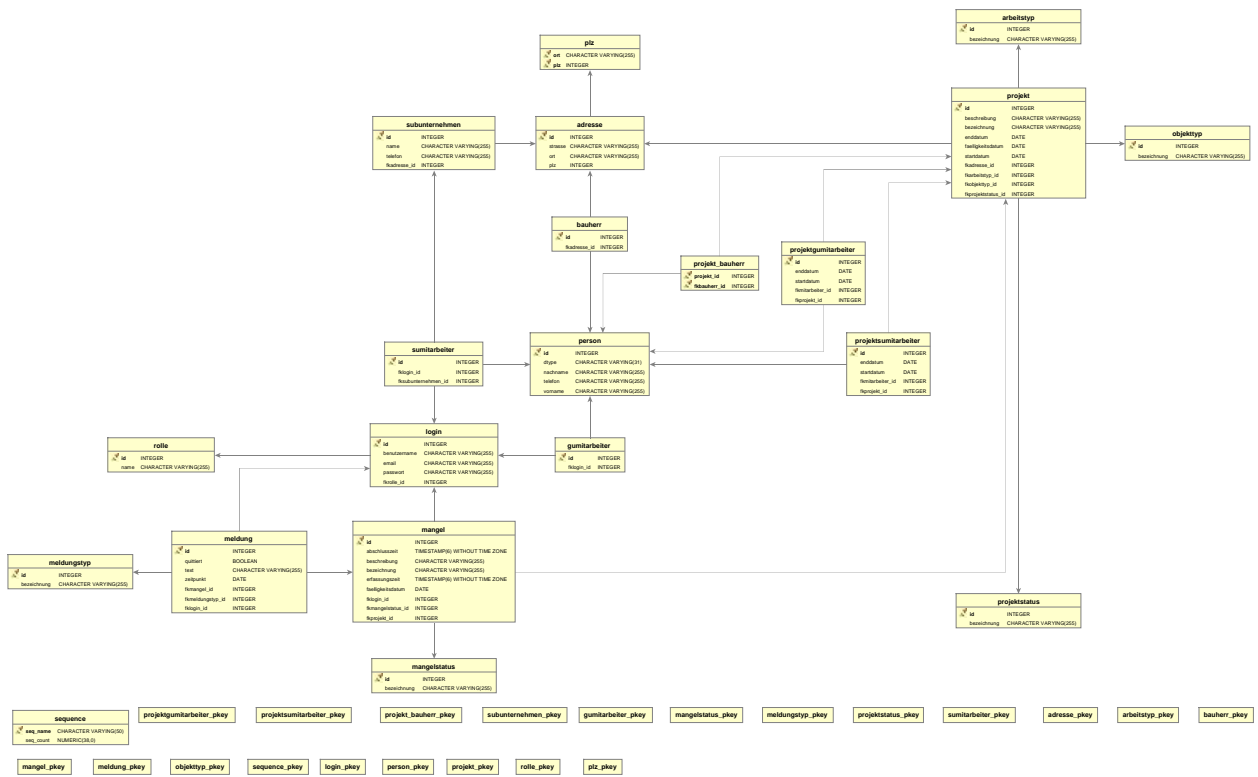 arbeitstyp
id INTEGER
bezeichnung CHARACTER VARYING(255)
plz
ort CHARACTER VARYING(255)
plz INTEGER
projekt
id INTEGER
beschreibung CHARACTER VARYING(255)
bezeichnung CHARACTER VARYING(255)
enddatum DATE
faelligkeitsdatum DATE
startdatum DATE
fkadresse_id INTEGER
fkarbeitstyp_id INTEGER
fkobjekttyp_id INTEGER
fkprojektstatus_id INTEGER
subunternehmen
id INTEGER
name CHARACTER VARYING(255)
telefon CHARACTER VARYING(255)
fkadresse_id INTEGER
adresse
id INTEGER
strasse CHARACTER VARYING(255)
ort CHARACTER VARYING(255)
plz INTEGER
objekttyp
id INTEGER
bezeichnung CHARACTER VARYING(255)
bauherr
id INTEGER
fkadresse_id INTEGER
projekt_bauherr
projekt_id INTEGER
fkbauherr_id INTEGER
projektgumitarbeiter
id INTEGER
enddatum DATE
startdatum DATE
fkmitarbeiter_id INTEGER
fkprojekt_id INTEGER
sumitarbeiter
id INTEGER
fklogin_id INTEGER
fksubunternehmen_id INTEGER
person
id INTEGER
dtype CHARACTER VARYING(31)
nachname CHARACTER VARYING(255)
telefon CHARACTER VARYING(255)
vorname CHARACTER VARYING(255)
projektsumitarbeiter
id INTEGER
enddatum DATE
startdatum DATE
fkmitarbeiter_id INTEGER
fkprojekt_id INTEGER
rolle
id INTEGER
name CHARACTER VARYING(255)
login
id INTEGER
benutzername CHARACTER VARYING(255)
email CHARACTER VARYING(255)
passwort CHARACTER VARYING(255)
fkrolle_id INTEGER
gumitarbeiter
id INTEGER
fklogin_id INTEGER
meldungstyp
id INTEGER
bezeichnung CHARACTER VARYING(255)
meldung
id INTEGER
quittiert BOOLEAN
text CHARACTER VARYING(255)
zeitpunkt DATE
fkmangel_id INTEGER
fkmeldungstyp_id INTEGER
fklogin_id INTEGER
mangel
id INTEGER
abschlusszeit TIMESTAMP(6) WITHOUT TIME ZONE
beschreibung CHARACTER VARYING(255)
bezeichnung CHARACTER VARYING(255)
erfassungszeit TIMESTAMP(6) WITHOUT TIME ZONE
faelligkeitsdatum DATE
fklogin_id INTEGER
fkmangelstatus_id INTEGER
fkprojekt_id INTEGER
projektstatus
id INTEGER
bezeichnung CHARACTER VARYING(255)
mangelstatus
id INTEGER
bezeichnung CHARACTER VARYING(255)
sequence
seq_name CHARACTER VARYING(50)
seq_count NUMERIC(38,0)
projektgumitarbeiter_pkey
projektsumitarbeiter_pkey
projekt_bauherr_pkey
subunternehmen_pkey
gumitarbeiter_pkey
mangelstatus_pkey
meldungstyp_pkey
projektstatus_pkey
sumitarbeiter_pkey
adresse_pkey
arbeitstyp_pkey
bauherr_pkey
mangel_pkey
meldung_pkey
objekttyp_pkey
sequence_pkey
login_pkey
person_pkey
projekt_pkey
rolle_pkey
plz_pkey